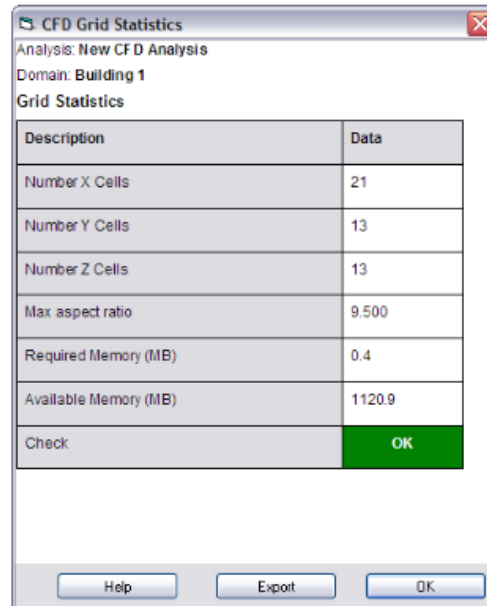 CFD Grid Statistics
Analysis: New CFD Analysis
Domain: Building 1
Grid Statistics
Description Data
Number X Cells 21
Number Y Cells 13
Number Z Cells 13
Max aspect ratio 9.500
Required Memory (MB) 0.4
Available Memory (MB) 1120.9
Check OK
Help Export OK